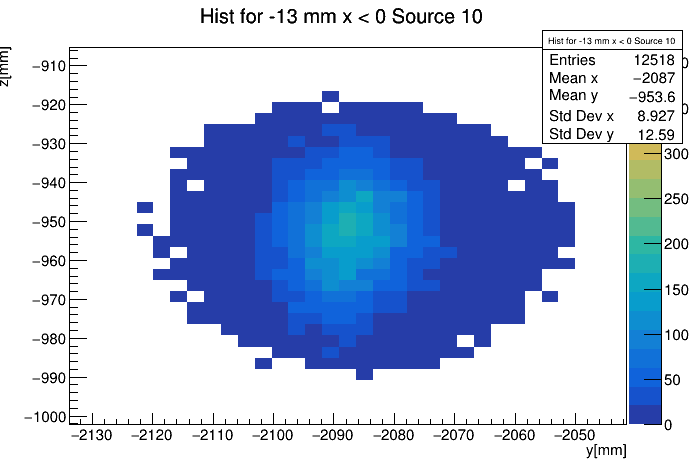 Hist for -13 mm x < 0 Source 10
z[mm]
Hist for -13 mm x < 0 Source 10
Entries 12518
Mean x −2087
Mean y −953.6
Std Dev x 8.927
Std Dev y 12.59
−910
−920
−930
−940
−950
−960
−970
−980
−990
−1000
0
0
300
250
200
150
100
50
0
−2130 −2120 −2110 −2100 −2090 −2080 −2070 −2060 −2050
y[mm]